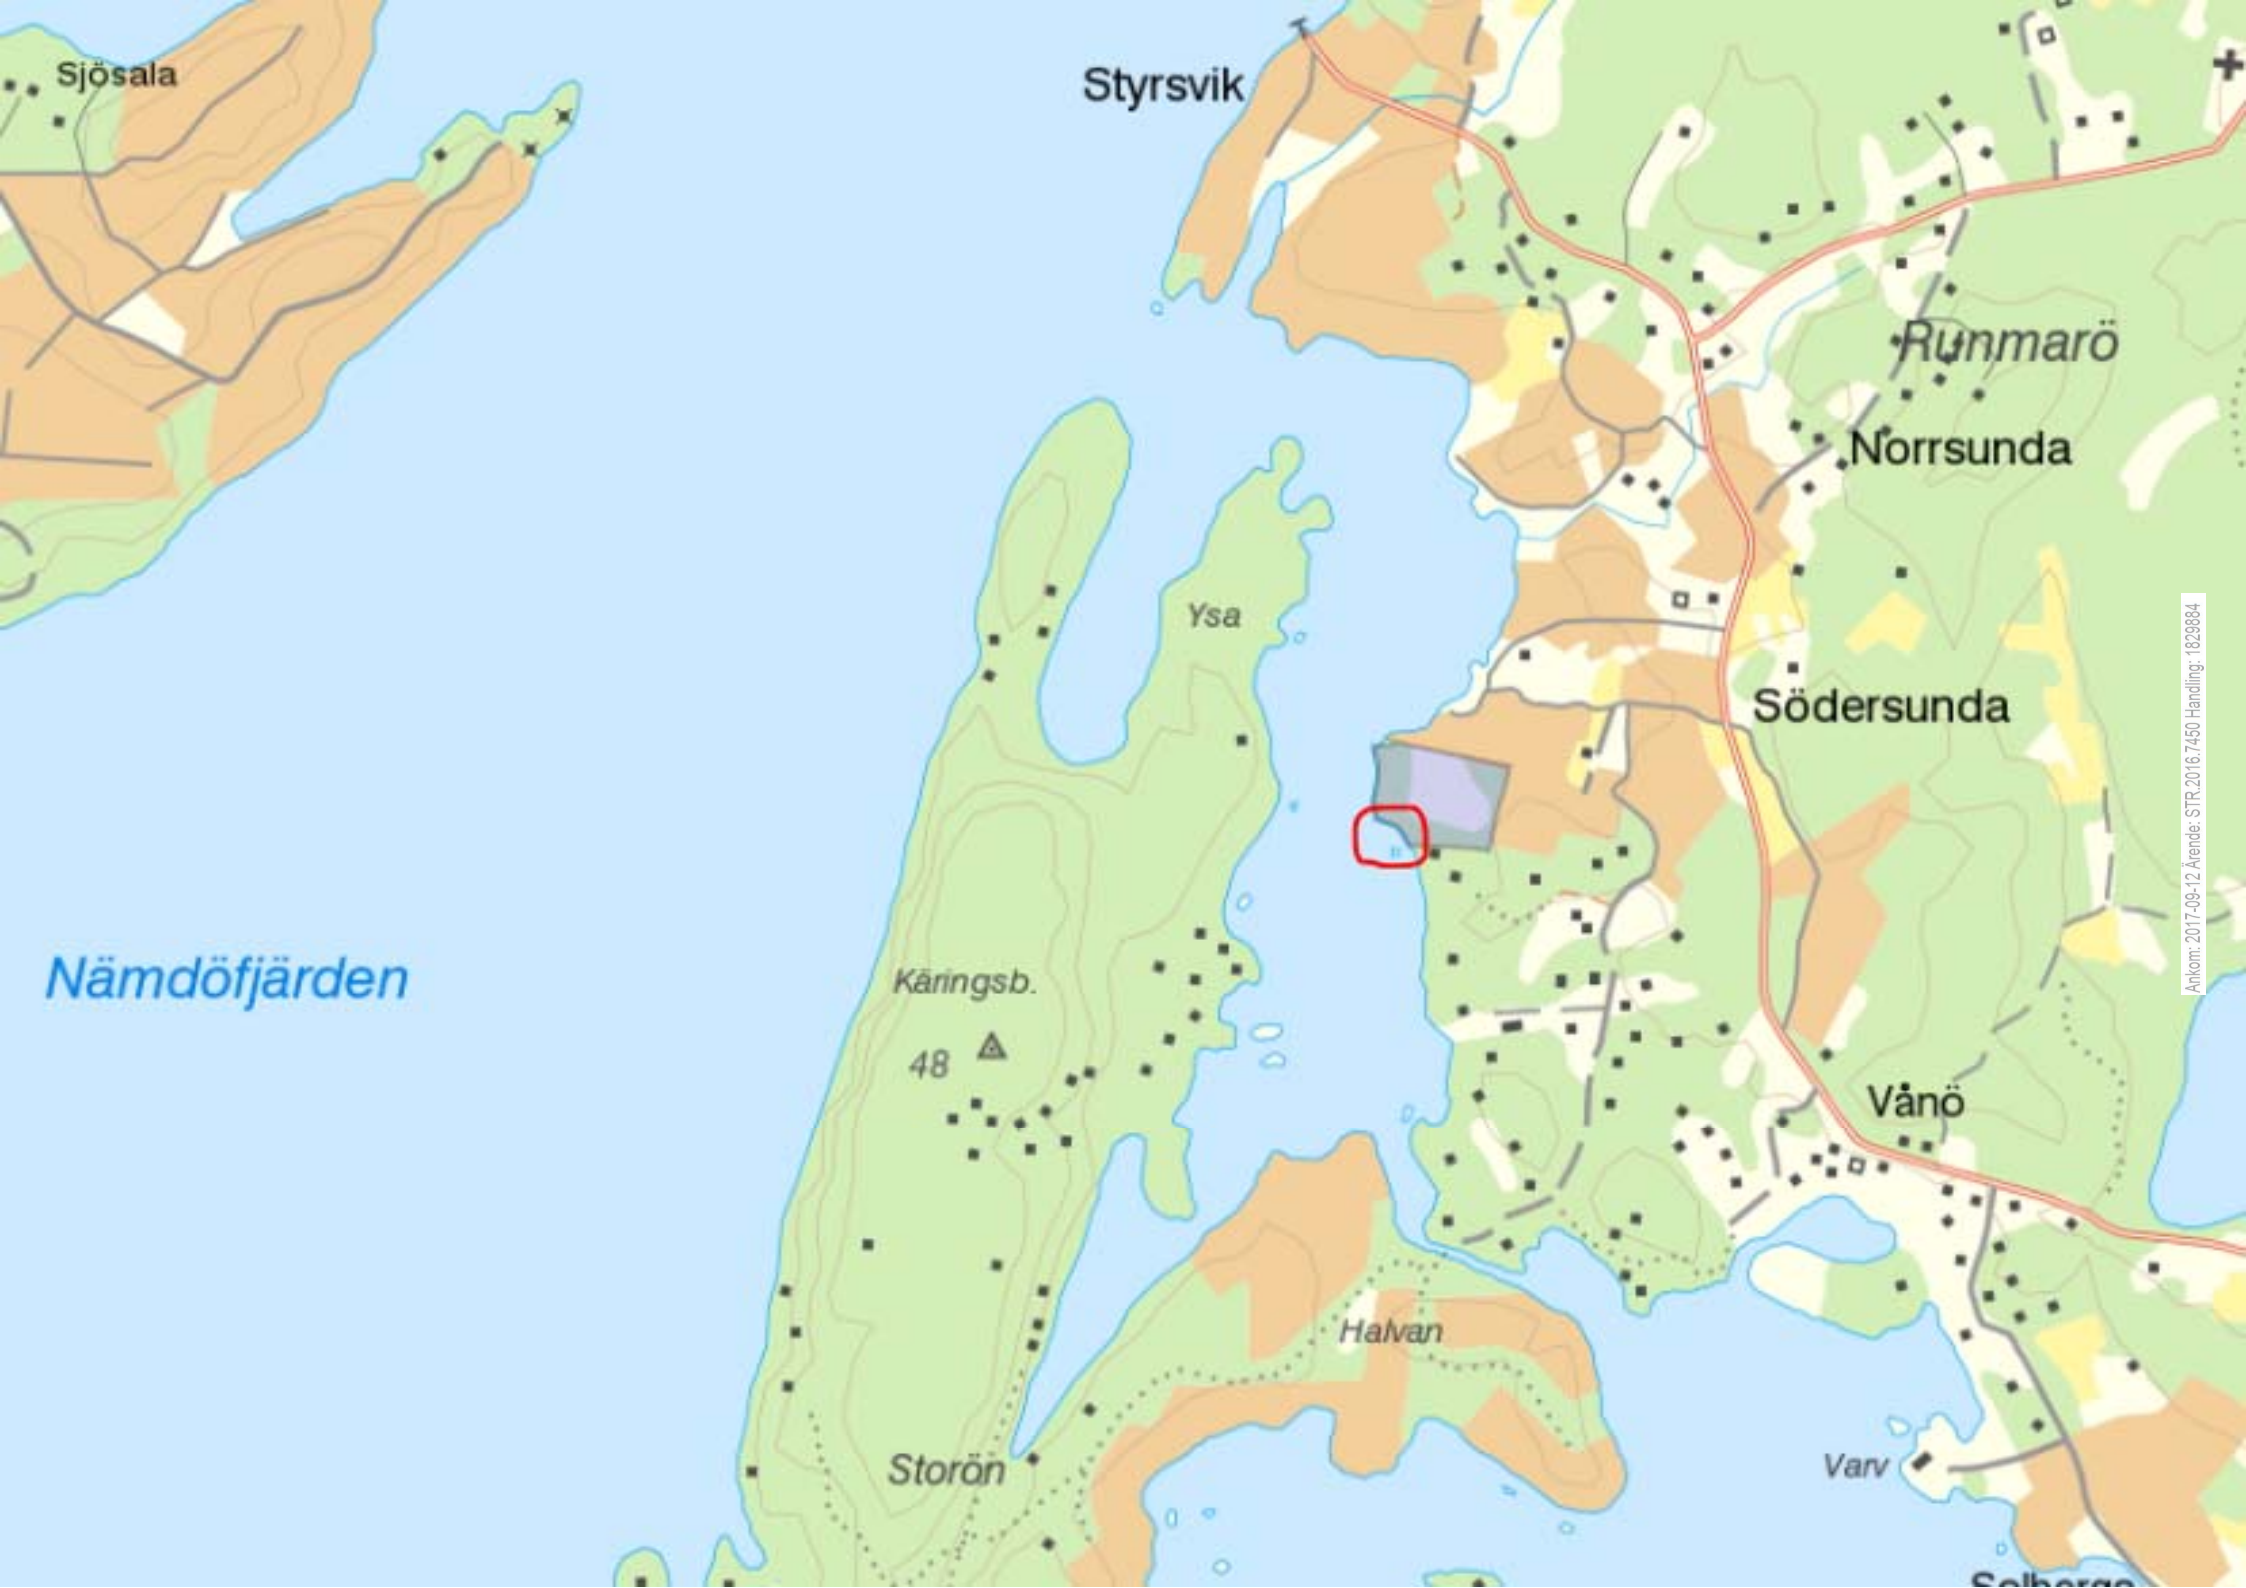 Sjösala
Styrsvik
Runmarö
Norrsunda
Ysa
Södersunda
Ankom: 2017-09-12 Ärende: STR.2016.7450 Handling: 1829884
Nämdöfjärden
Käringsb.
48
Vånö
Halvan
Storön
Varv